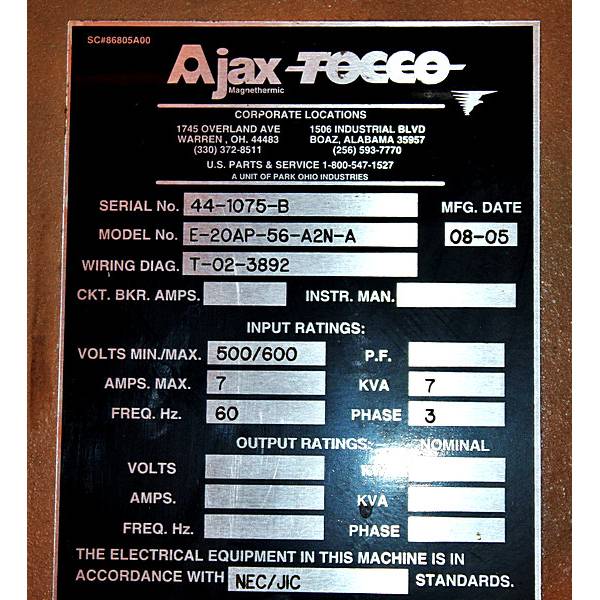 SC#86805A00
Ajax TOCCO
Magnethermic
CORPORATE LOCATIONS
1745 OVERLAND AVE 1506 INDUSTRIAL BLVD
WARREN , OH. 44483 BOAZ, ALABAMA 35957
(330) 372-8511 (256) 593-7770
U.S. PARTS & SERVICE 1-800-547-1527
A UNIT OF PARK OHIO INDUSTRIES
SERIAL No. 44-1075-B MFG. DATE
MODEL No. E-20AP-56-A2N-A 08-05
WIRING DIAG. T-02-3892
CKT. BKR. AMPS. INSTR. MAN.
INPUT RATINGS:
VOLTS MIN./MAX. 500/600 P.F.
AMPS. MAX. 7 KVA 7
FREQ. Hz. 60 PHASE 3
OUTPUT RATINGS: NOMINAL
VOLTS
AMPS. KVA
FREQ. Hz. PHASE
THE ELECTRICAL EQUIPMENT IN THIS MACHINE IS IN
ACCORDANCE WITH NEC/JIC STANDARDS.